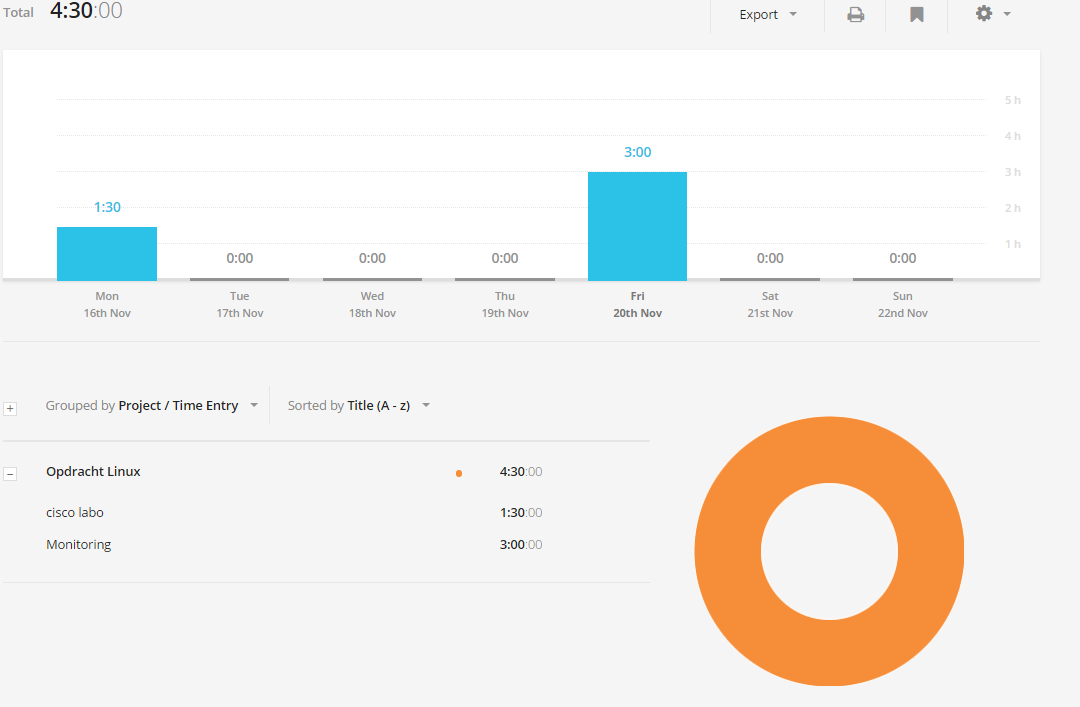 Total 4:30:00 Export
5 h
4 h
3:00
3 h
1:30 2 h
1 h
0:00 0:00 0:00 0:00 0:00
Mon Tue Wed Thu Fri Sat Sun
16th Nov 17th Nov 18th Nov 19th Nov 20th Nov 21st Nov 22nd Nov
Grouped by Project / Time Entry Sorted by Title (A - z)
Opdracht Linux 4:30:00
cisco labo 1:30:00
Monitoring 3:00:00